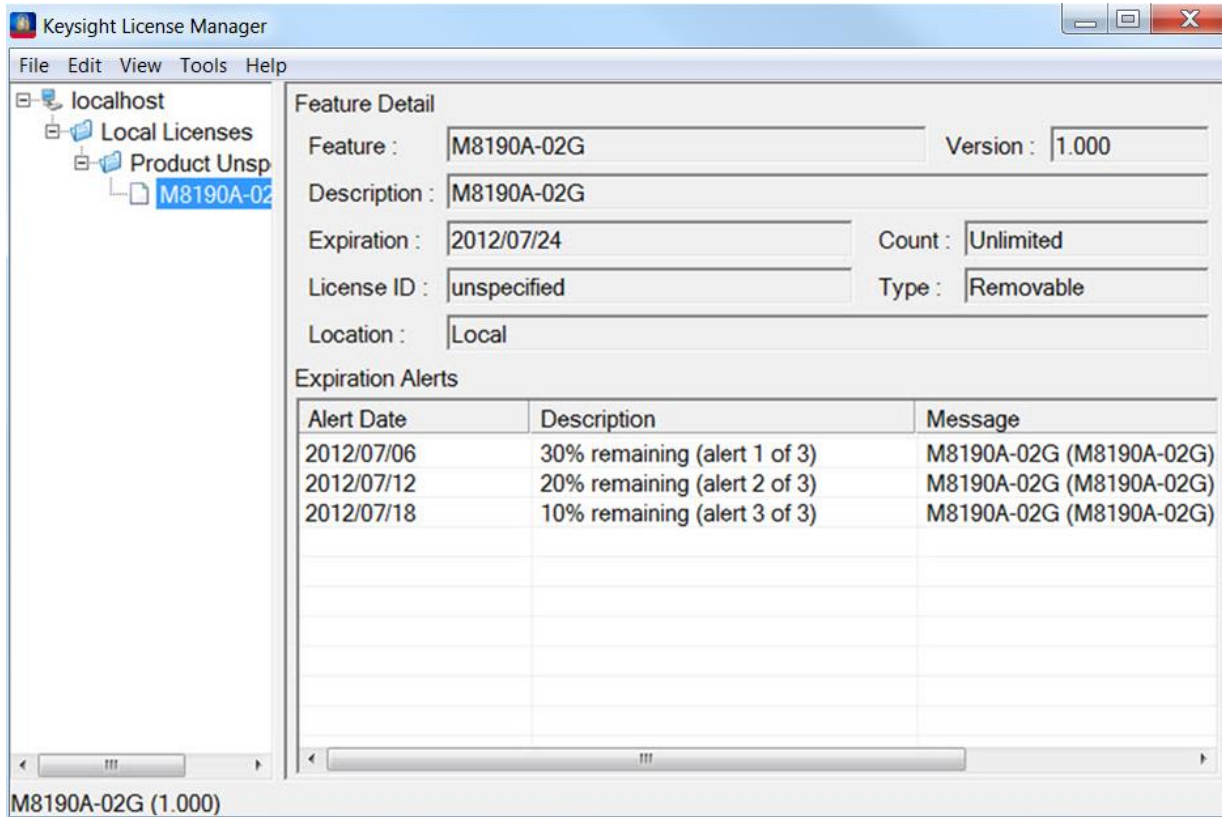 Keysight License Manager
File Edit View Tools Help
localhost
Local Licenses
Product Unsp
M8190A-02
Feature Detail
Feature : M8190A-02G Version : 1.000
Description : M8190A-02G
Expiration : 2012/07/24 Count : Unlimited
License ID : unspecified Type : Removable
Location : Local
Expiration Alerts
Alert Date Description Message
2012/07/06 30% remaining (alert 1 of 3) M8190A-02G (M8190A-02G)
2012/07/12 20% remaining (alert 2 of 3) M8190A-02G (M8190A-02G)
2012/07/18 10% remaining (alert 3 of 3) M8190A-02G (M8190A-02G)
M8190A-02G (1.000)